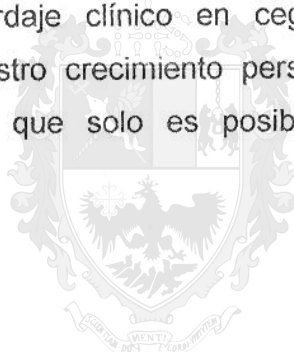 rdaje clínico en ceg
stro crecimiento pers
que solo es posib